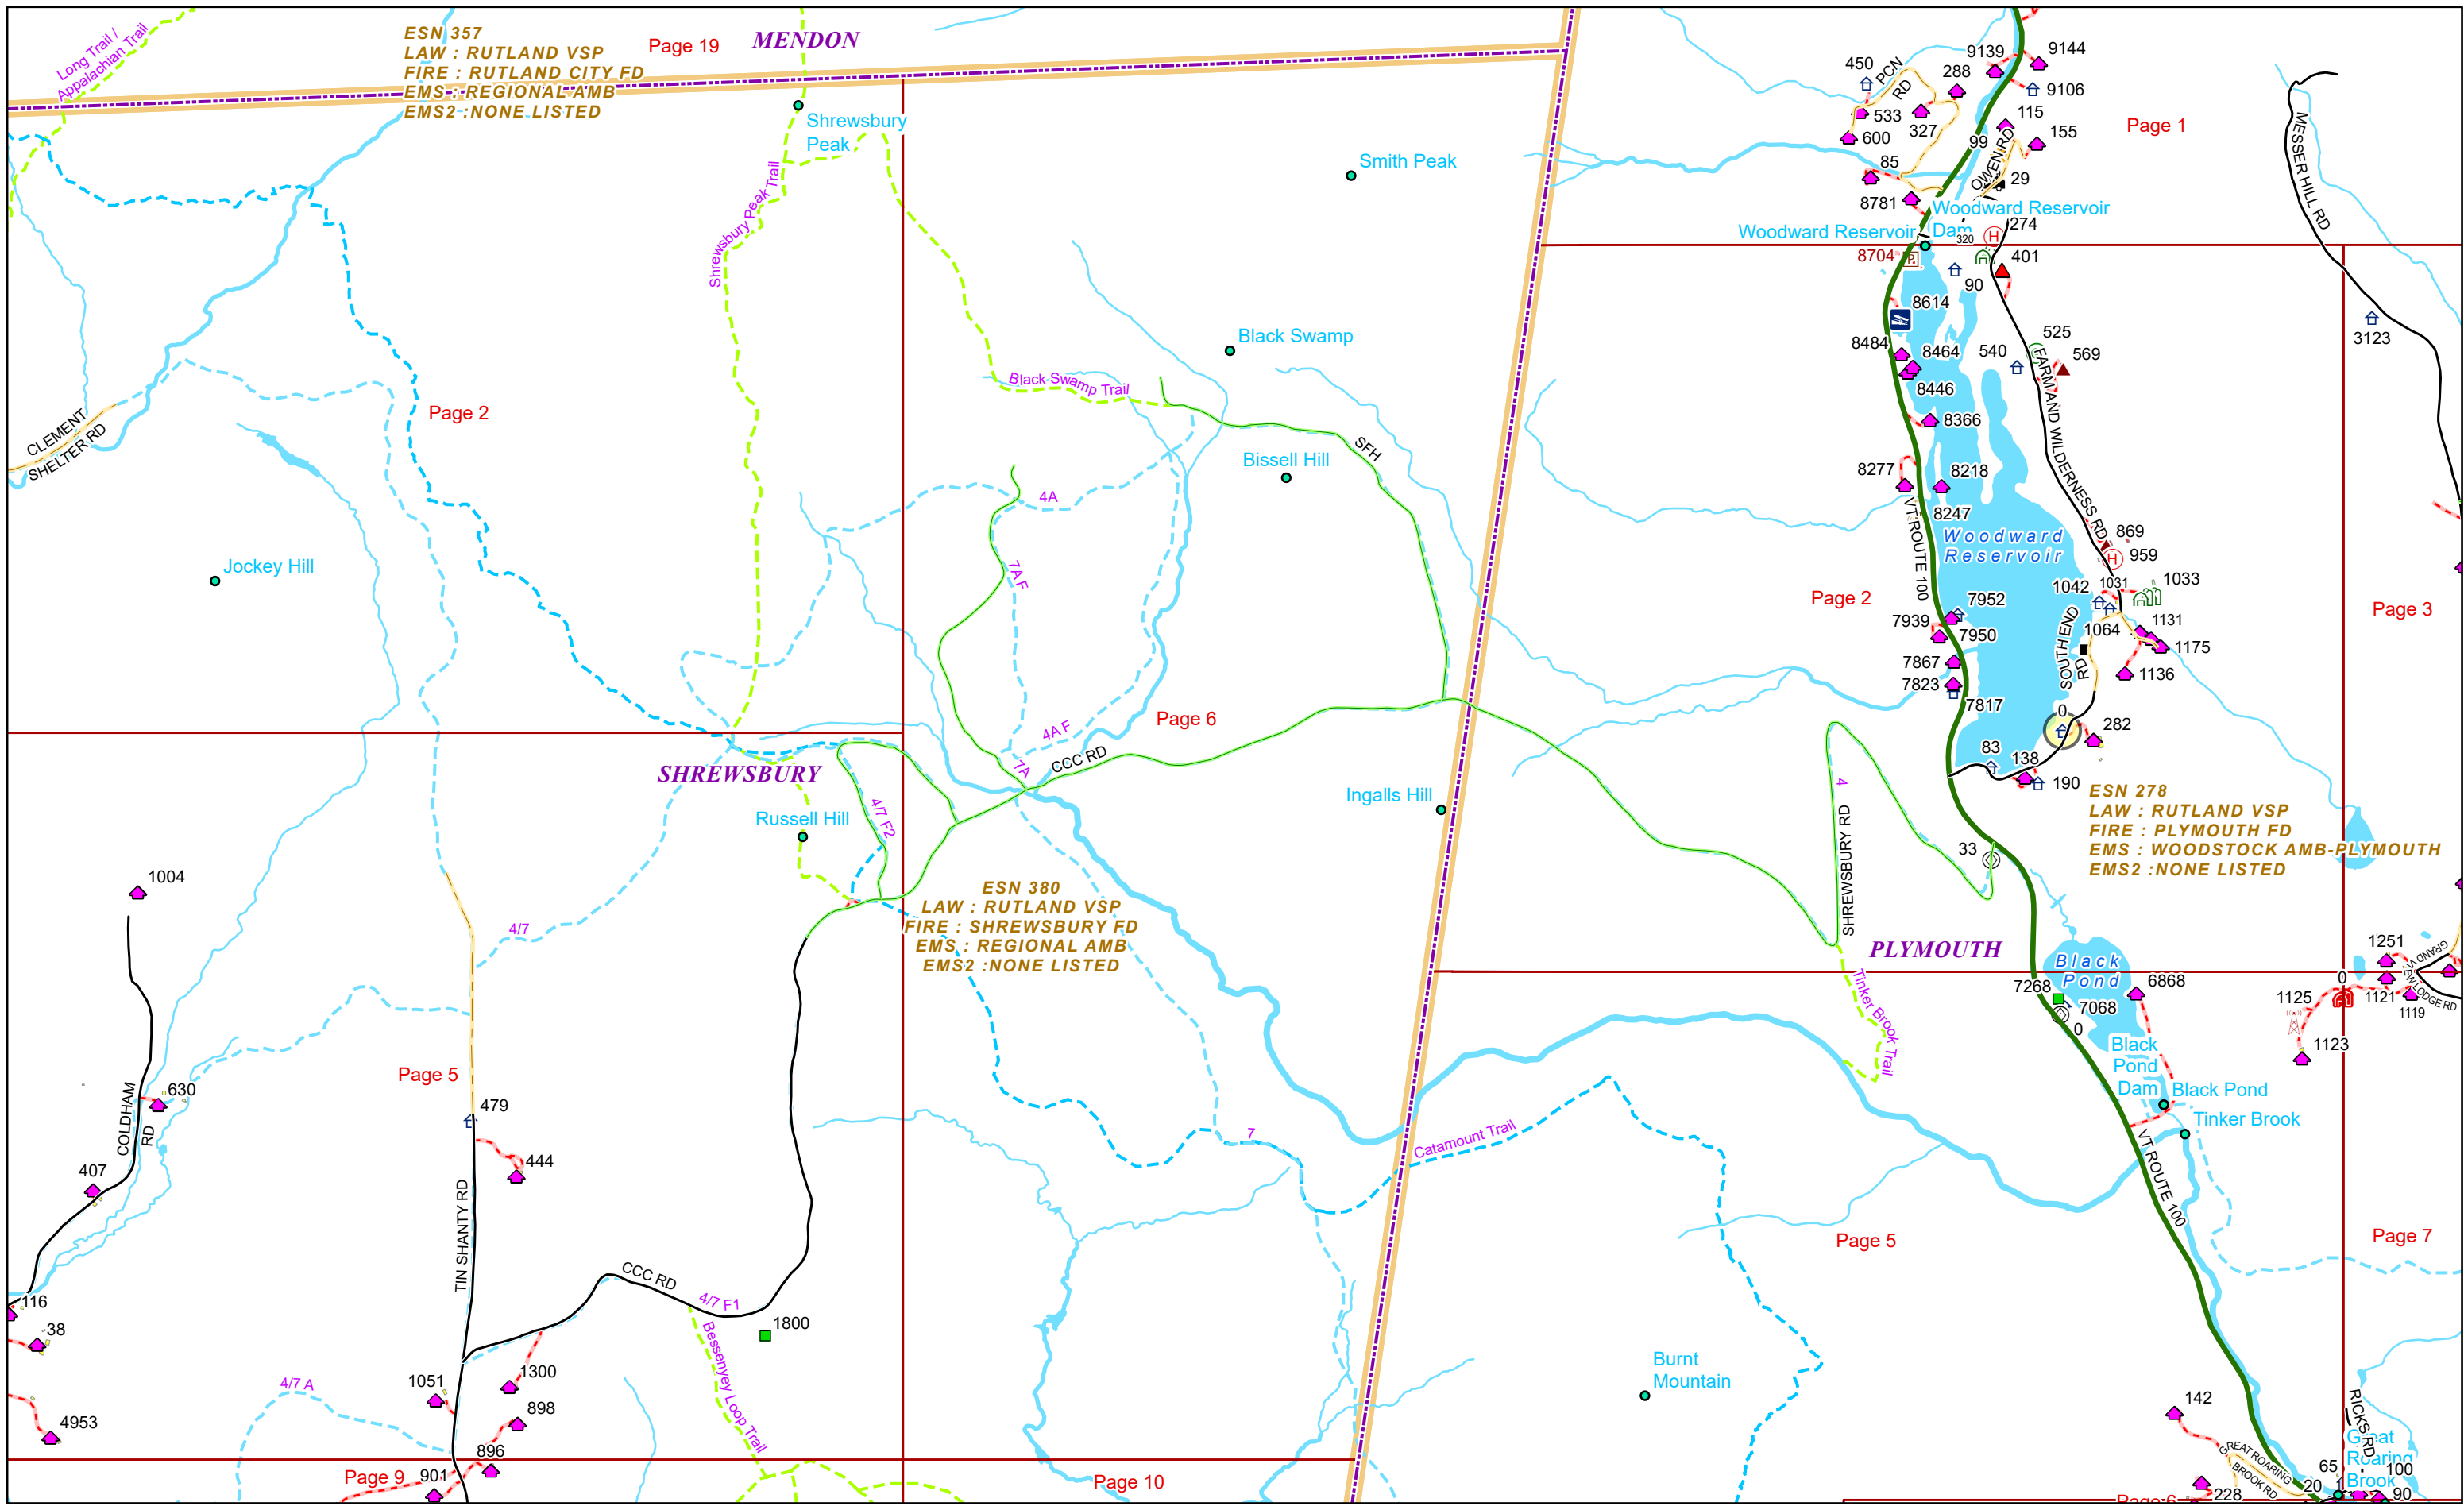 ESN 357
LAW : RUTLAND VSP
FIRE : RUTLAND CITY FD
EMS : REGIONAL AMB
EMS2 :NONE LISTED
Page 19
MENDON
Long Trail /
Appalachian Trail
Shrewsbury
Peak
Shrewsbury Peak Trail
Smith Peak
Black Swamp
Black Swamp Trail
Page 2
CLEMENT
SHELTER RD
Jockey Hill
Bissell Hill
SFH
4A
7A F
4A F
7A
CCC RD
Page 6
SHREWSBURY
Russell Hill
4/7 F2
Ingalls Hill
ESN 380
LAW : RUTLAND VSP
FIRE : SHREWSBURY FD
EMS : REGIONAL AMB
EMS2 :NONE LISTED
1004
4/7
Page 5
COLDHAM
RD
630
407
479
444
TIN SHANTY RD
116
38
4953
4/7 A
1051
1300
898
896
901
Page 9
CCC RD
4/7 F1
1800
Bessenyey Loop Trail
7
Catamount Trail
Page 10
450
PCN
RD
288
533
327
600
85
8781
9139
9144
9106
115
155
99
OWEN RD
29
Page 1
MESSER HILL RD
Woodward Reservoir
Dam
Woodward Reservoir
320
274
8704
P
H
401
90
8614
8484
8464
8446
540
525
569
3123
FARM AND WILDERNESS RD
8366
8277
8218
8247
VT ROUTE 100
Woodward
Reservoir
869
H
959
1042
1031
1033
Page 2
Page 3
7952
7939
7950
7867
7823
7817
SOUTH END
RD
1064
1131
1175
1136
0
282
83
138
190
ESN 278
LAW : RUTLAND VSP
FIRE : PLYMOUTH FD
EMS : WOODSTOCK AMB-PLYMOUTH
EMS2 :NONE LISTED
4
SHREWSBURY RD
33
PLYMOUTH
Tinker Brook Trail
Black
Pond
7268
7068
0
6868
Black
Pond
Dam
Black Pond
Tinker Brook
VT ROUTE 100
1251
GRAND VIEW LODGE RD
0
1125
1121
1119
1123
Page 5
Page 7
Burnt
Mountain
142
GREAT ROARING
BROOK RD
228
RICKS RD
Great
Roaring
Brook
65
20
100
90
Page 6